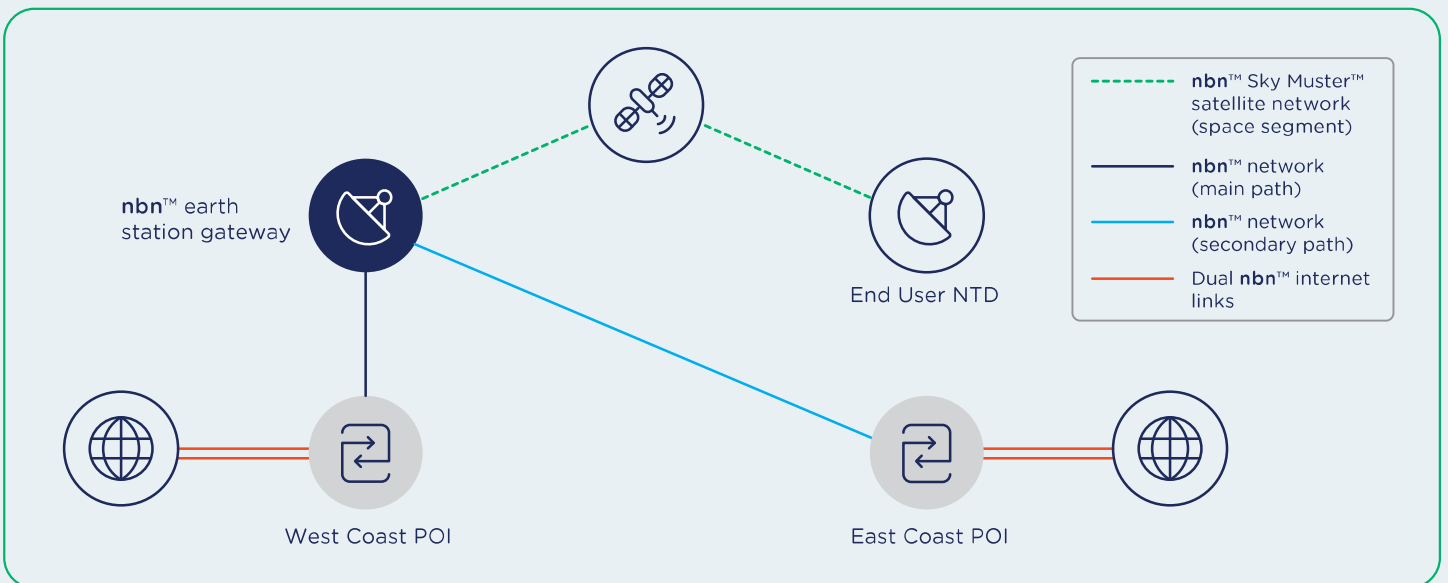 nbn™ earth
station gateway
End User NTD
West Coast POI
East Coast POI
nbn™ Sky Muster™
satellite network
(space segment)
nbn™ network
(main path)
nbn™ network
(secondary path)
Dual nbn™ internet
links